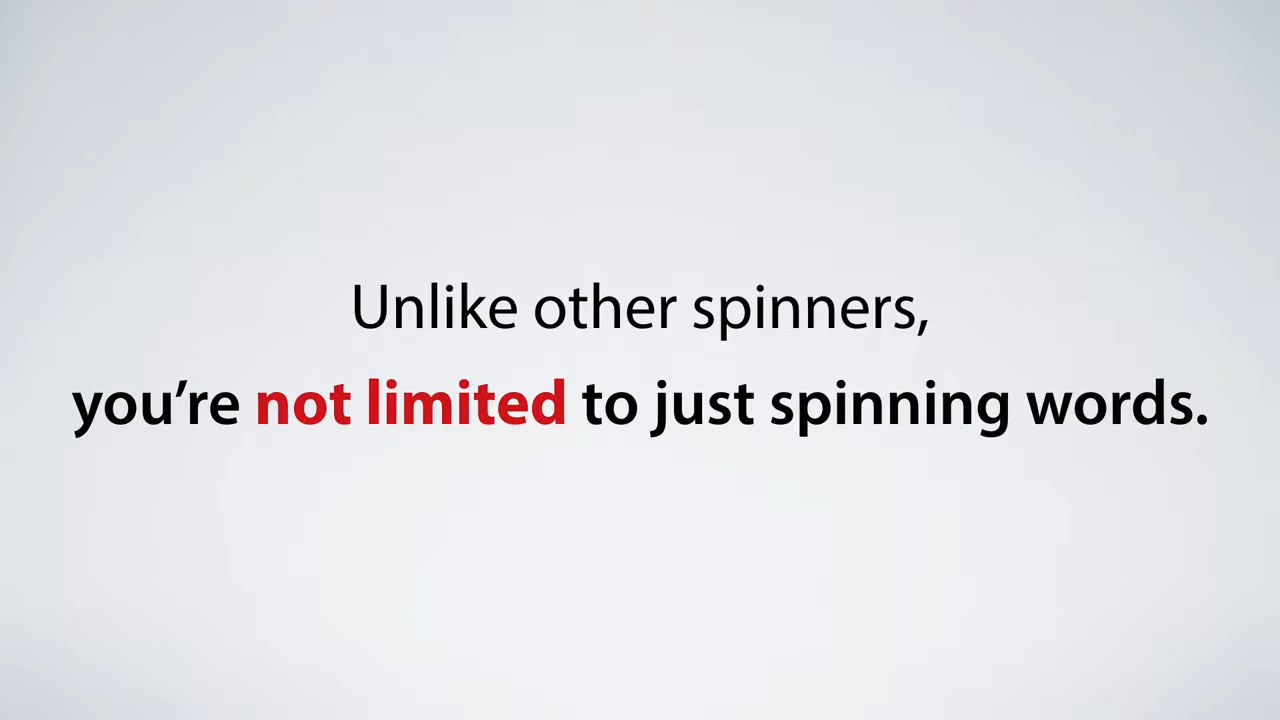 Unlike other spinners,
you’re not limited to just spinning words.